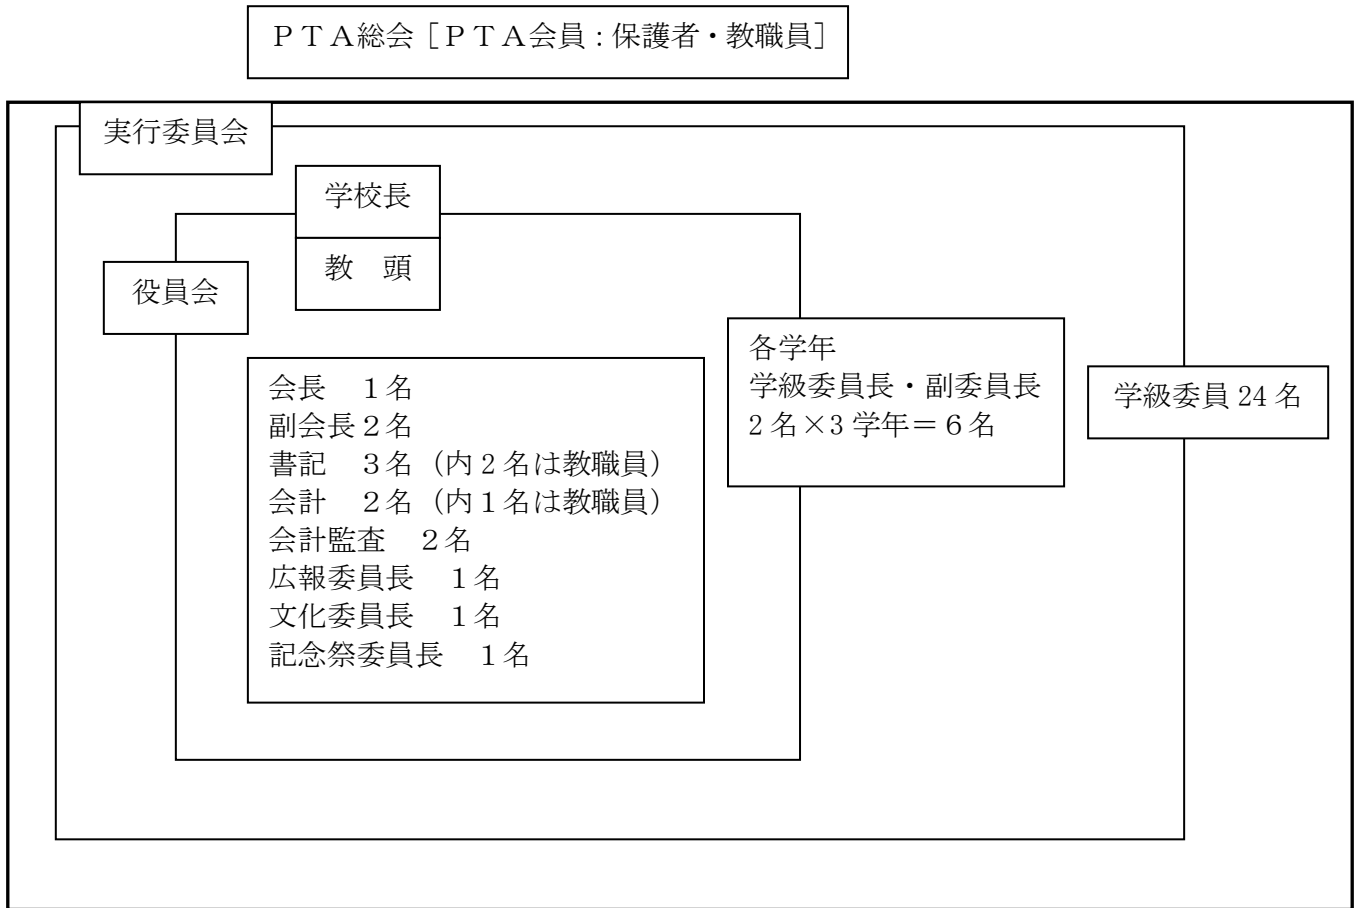 ＰＴＡ総会［ＰＴＡ会員：保護者・教職員］
実行委員会
学校長
教　頭
役員会
会長　１名
副会長２名
書記　３名（内２名は教職員）
会計　２名（内１名は教職員）
会計監査　２名
広報委員長　１名
文化委員長　１名
記念祭委員長　１名
各学年
学級委員長・副委員長
2 名×3 学年＝６名
学級委員 24 名